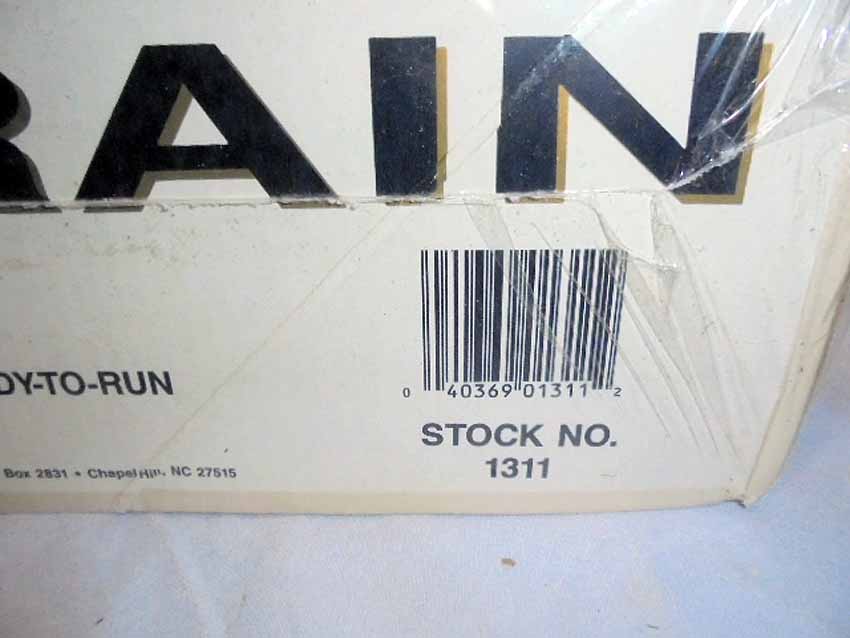 RAIN
DY-TO-RUN
0 40369 01311 2
STOCK NO.
1311
Box 2831 • Chapel Hill, NC 27515